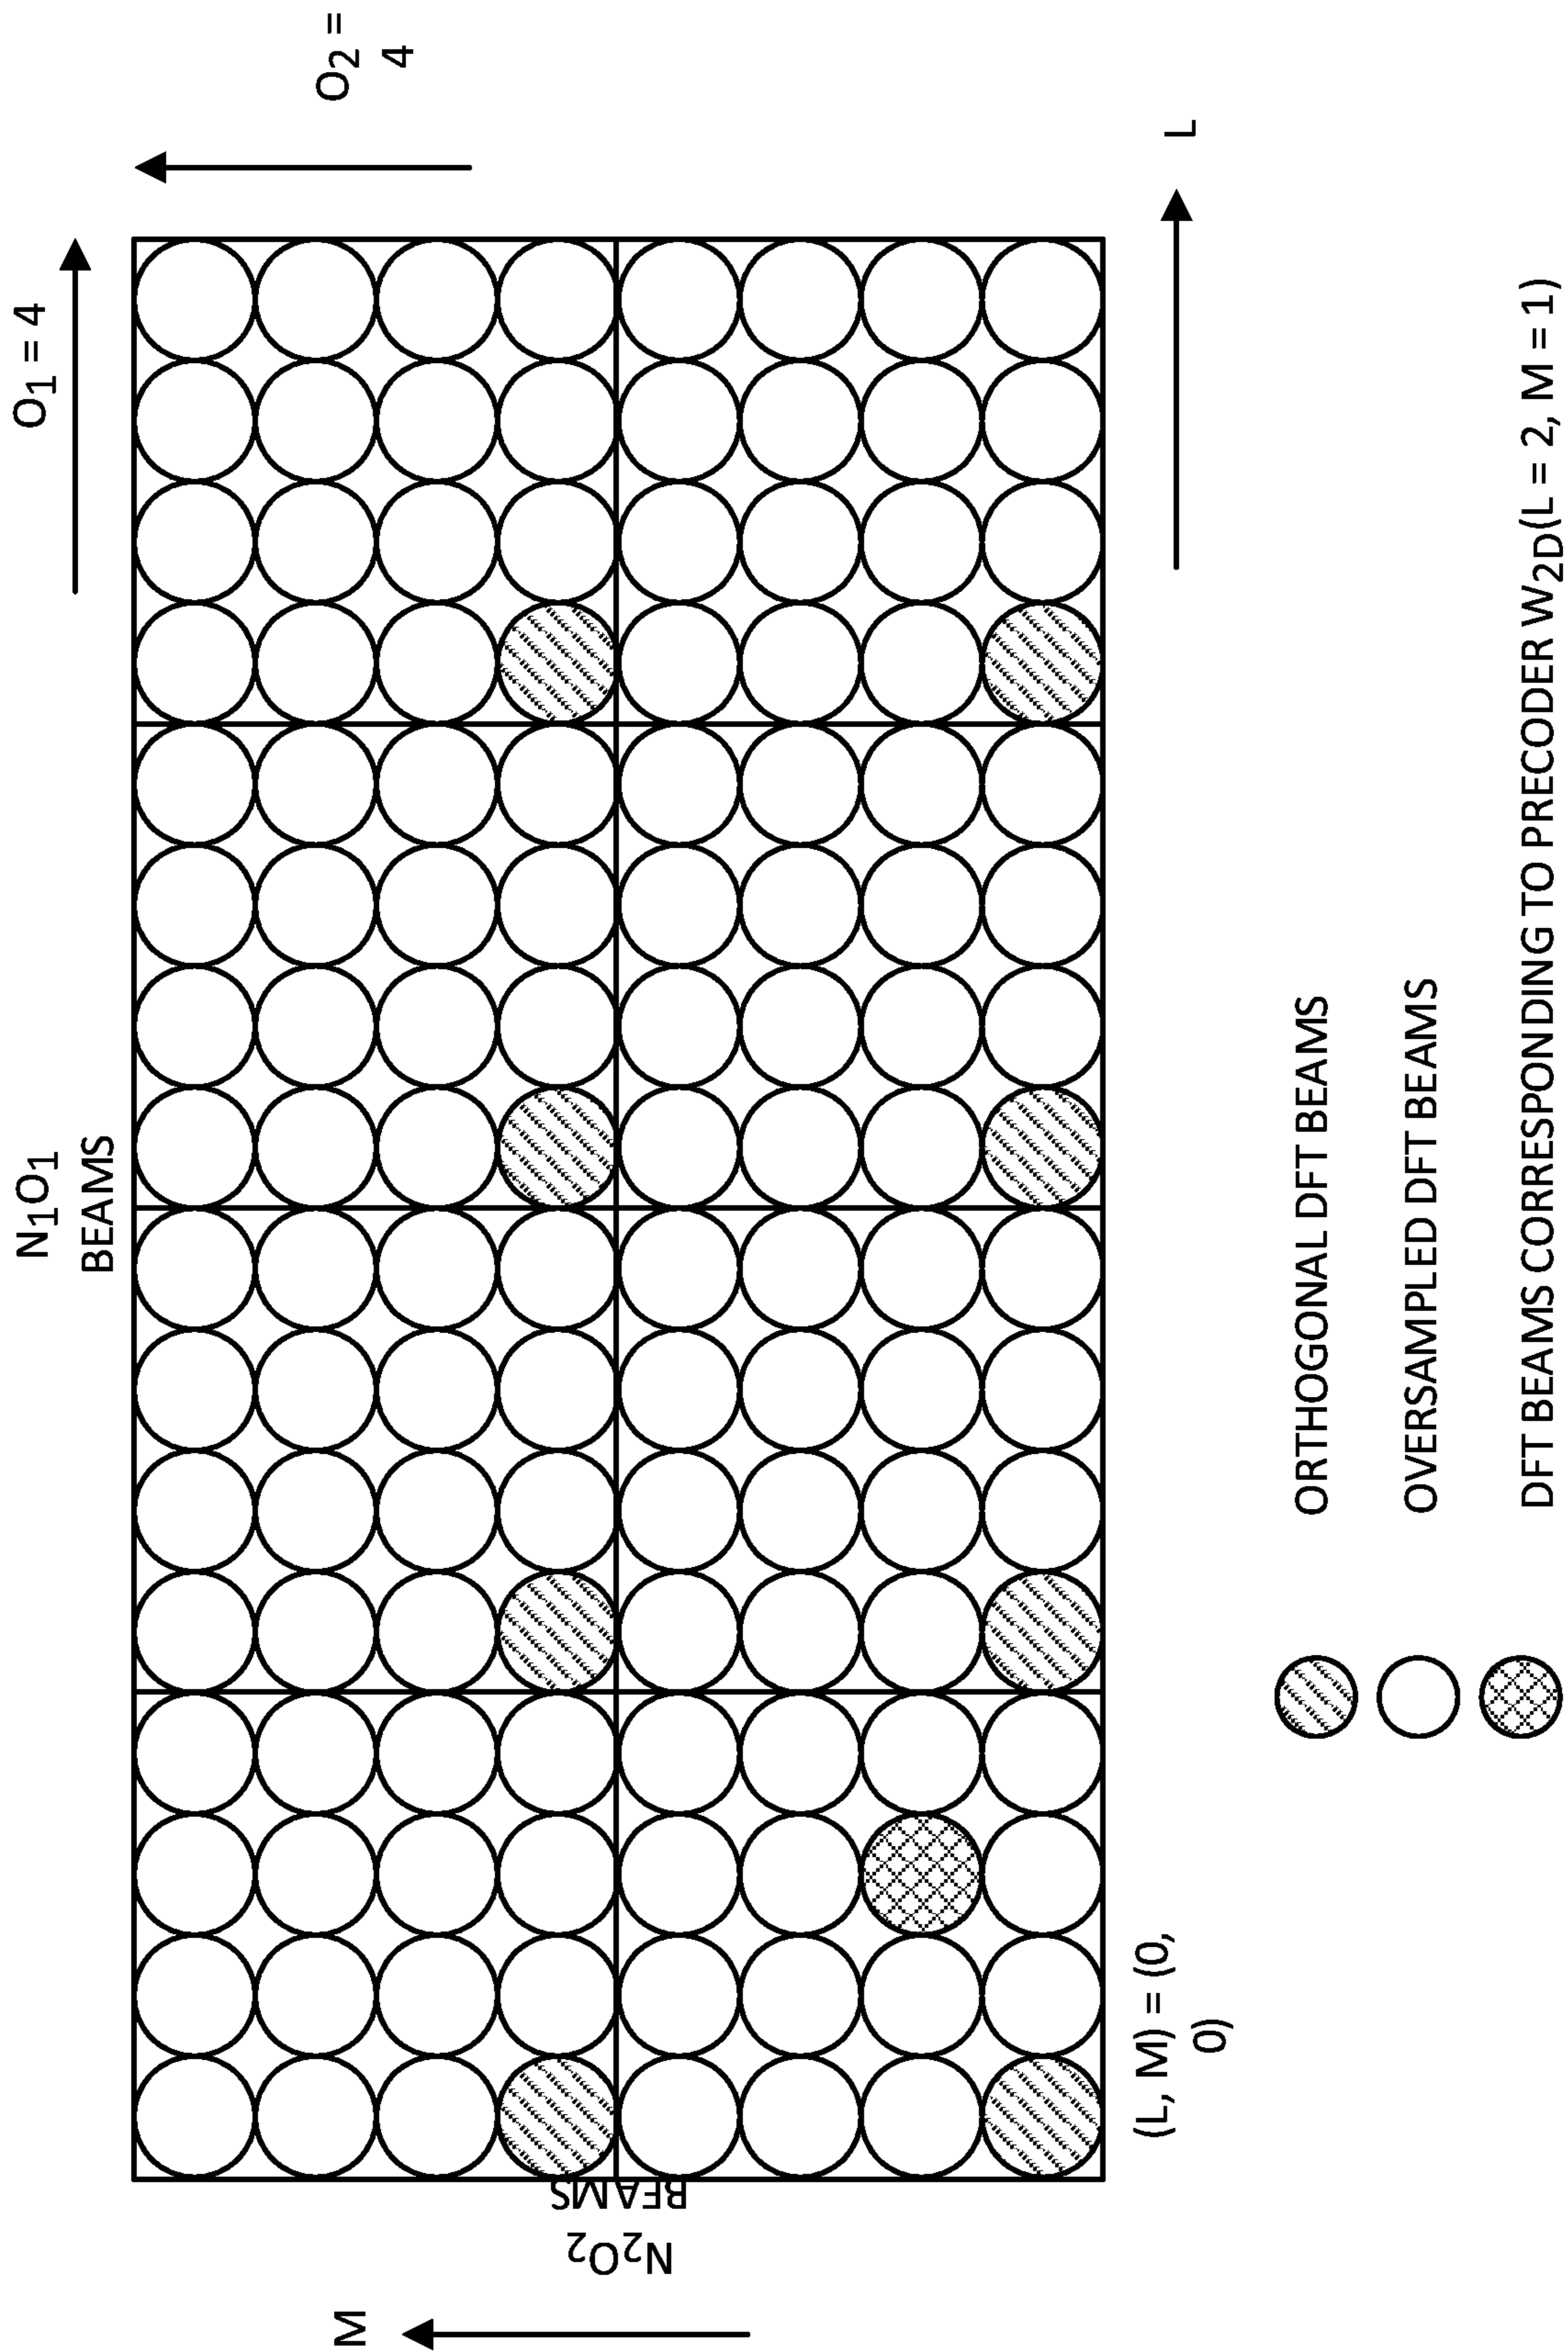 N1O1
BEAMS
O1 = 4
O2 =
4
M
N2O2
BEAMS
(L, M) = (0,
0)
L
ORTHOGONAL DFT BEAMS
OVERSAMPLED DFT BEAMS
DFT BEAMS CORRESPONDING TO PRECODER W2D(L = 2, M = 1)